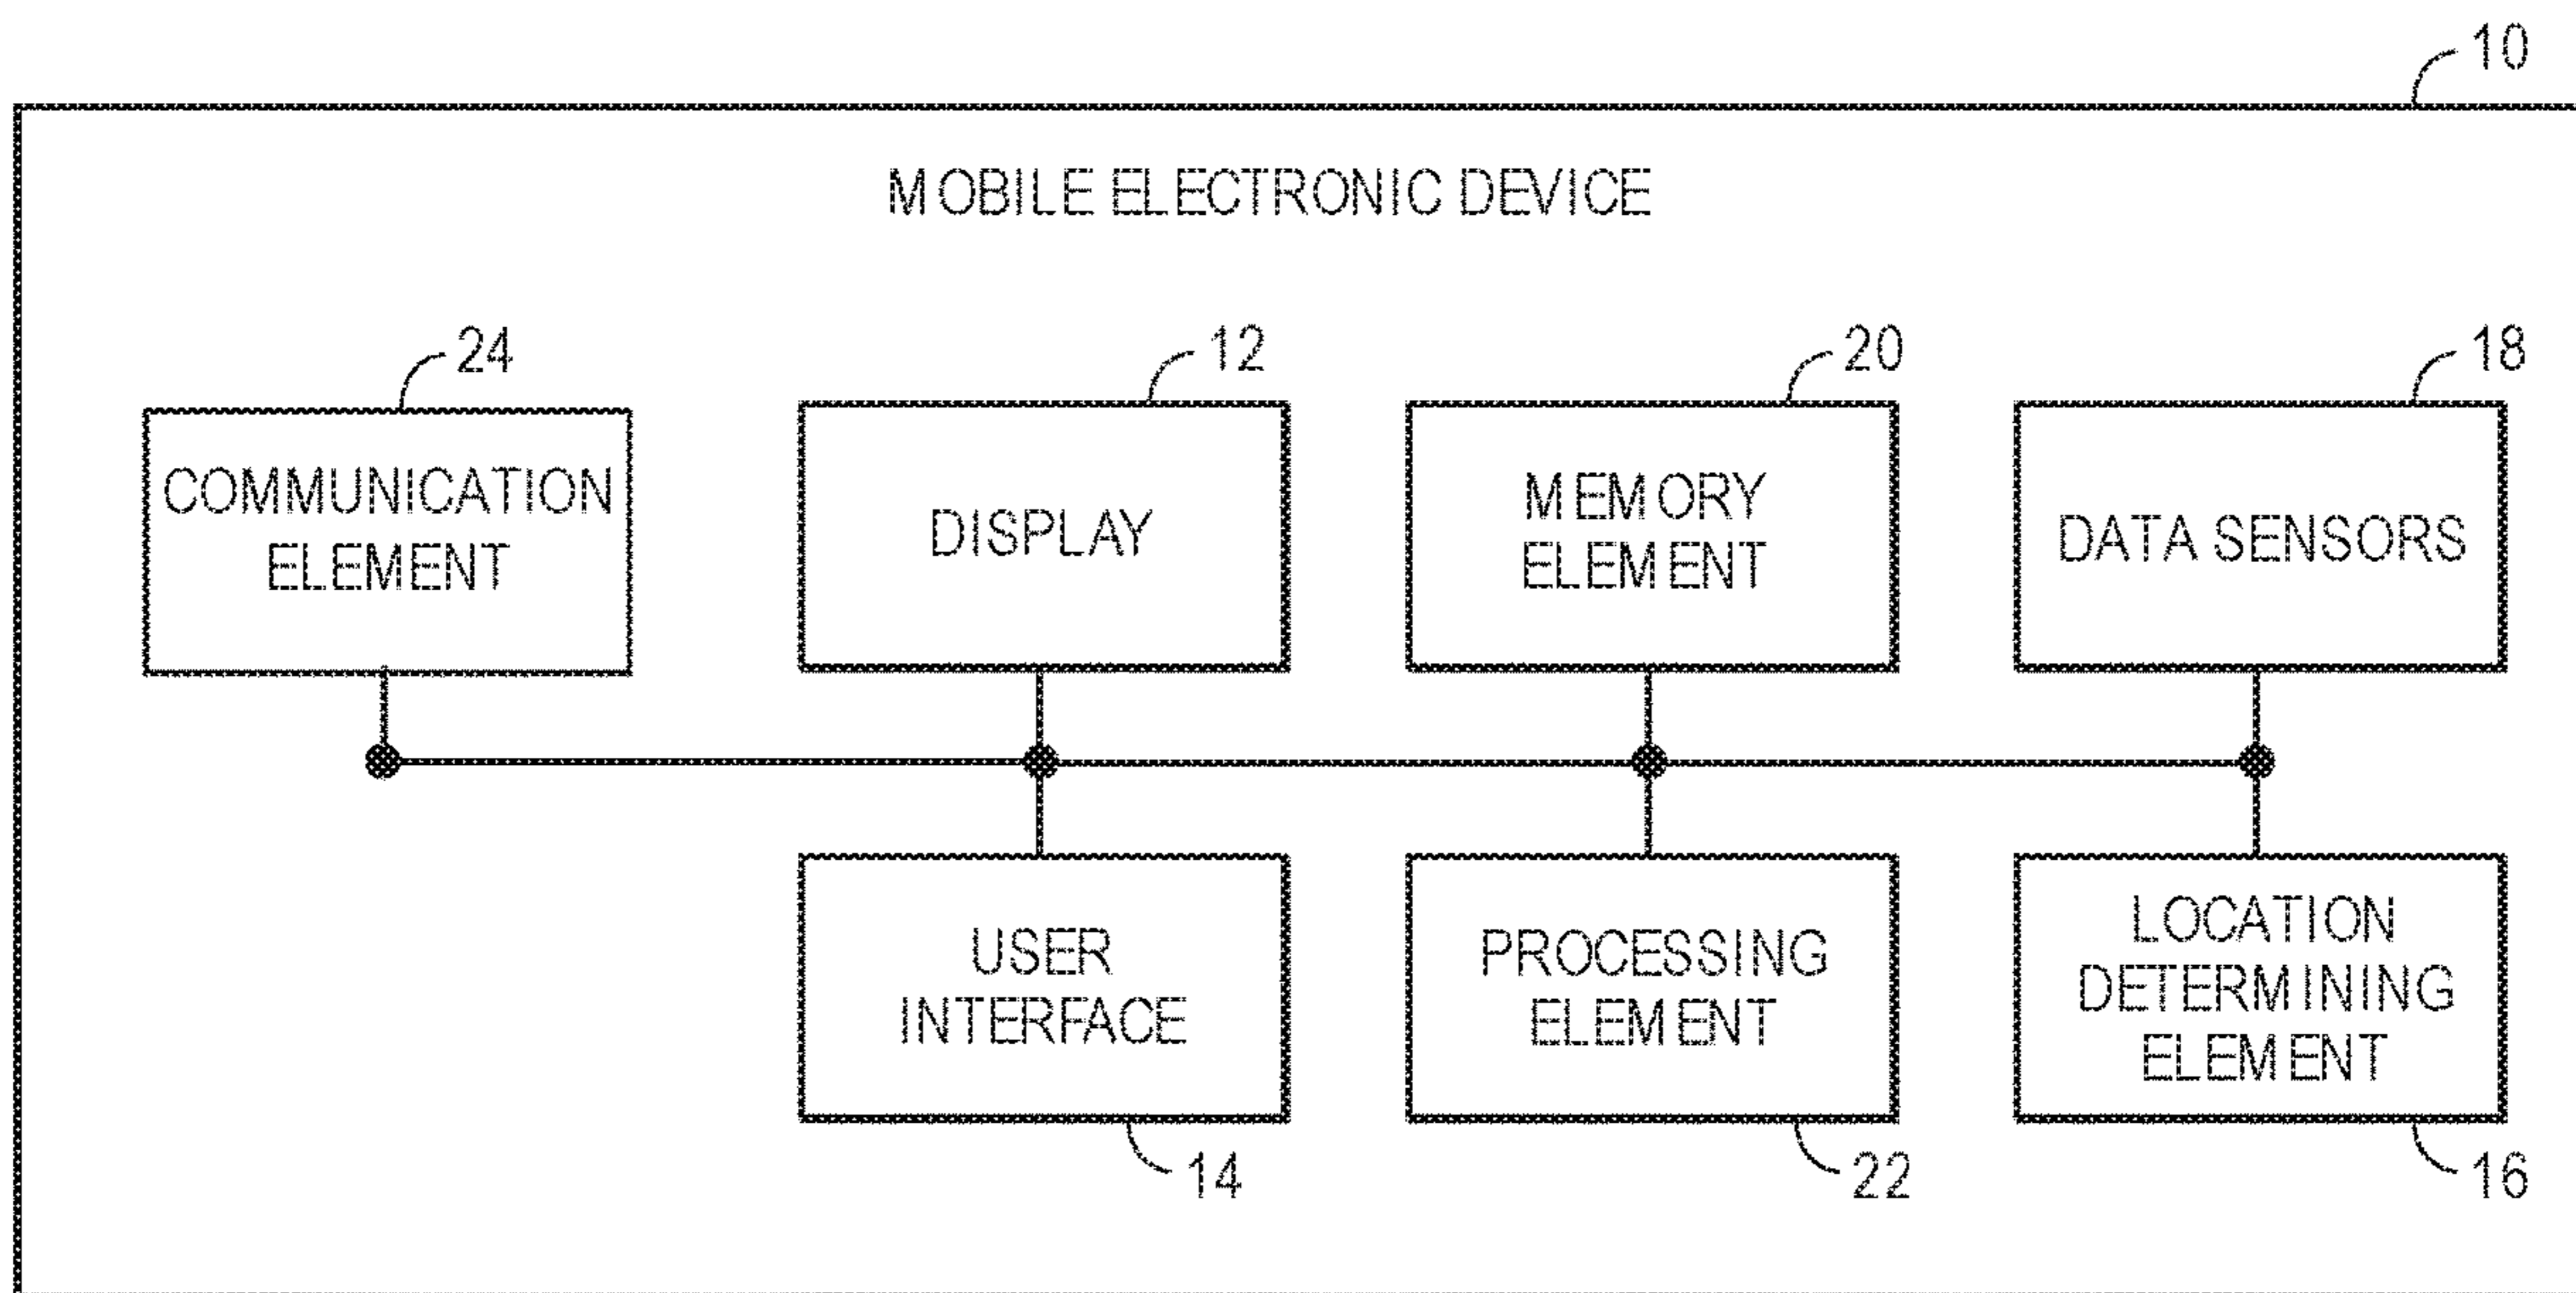 10
MOBILE ELECTRONIC DEVICE
24
12
20
18
COMMUNICATION
ELEMENT
DISPLAY
MEMORY
ELEMENT
DATA SENSORS
USER
INTERFACE
PROCESSING
ELEMENT
LOCATION
DETERMINING
ELEMENT
14
22
16